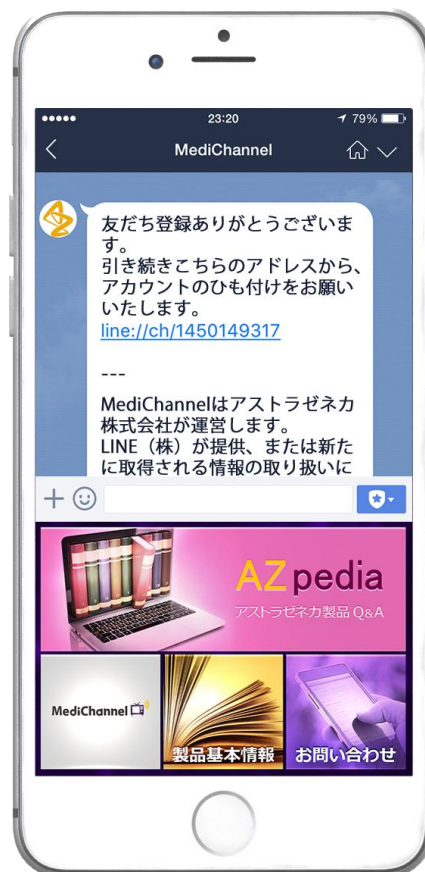 23:20
79%
MediChannel
友だち登録ありがとうございま
す。
引き続きこちらのアドレスから、
アカウントのひも付けをお願い
いたします。
line://ch/1450149317
---
MediChannelはアストラゼネカ
株式会社が運営します。
LINE（株）が提供、または新た
に取得される情報の取り扱いに
AZpedia
アストラゼネカ製品 Q&A
MediChannel
製品基本情報
お問い合わせ